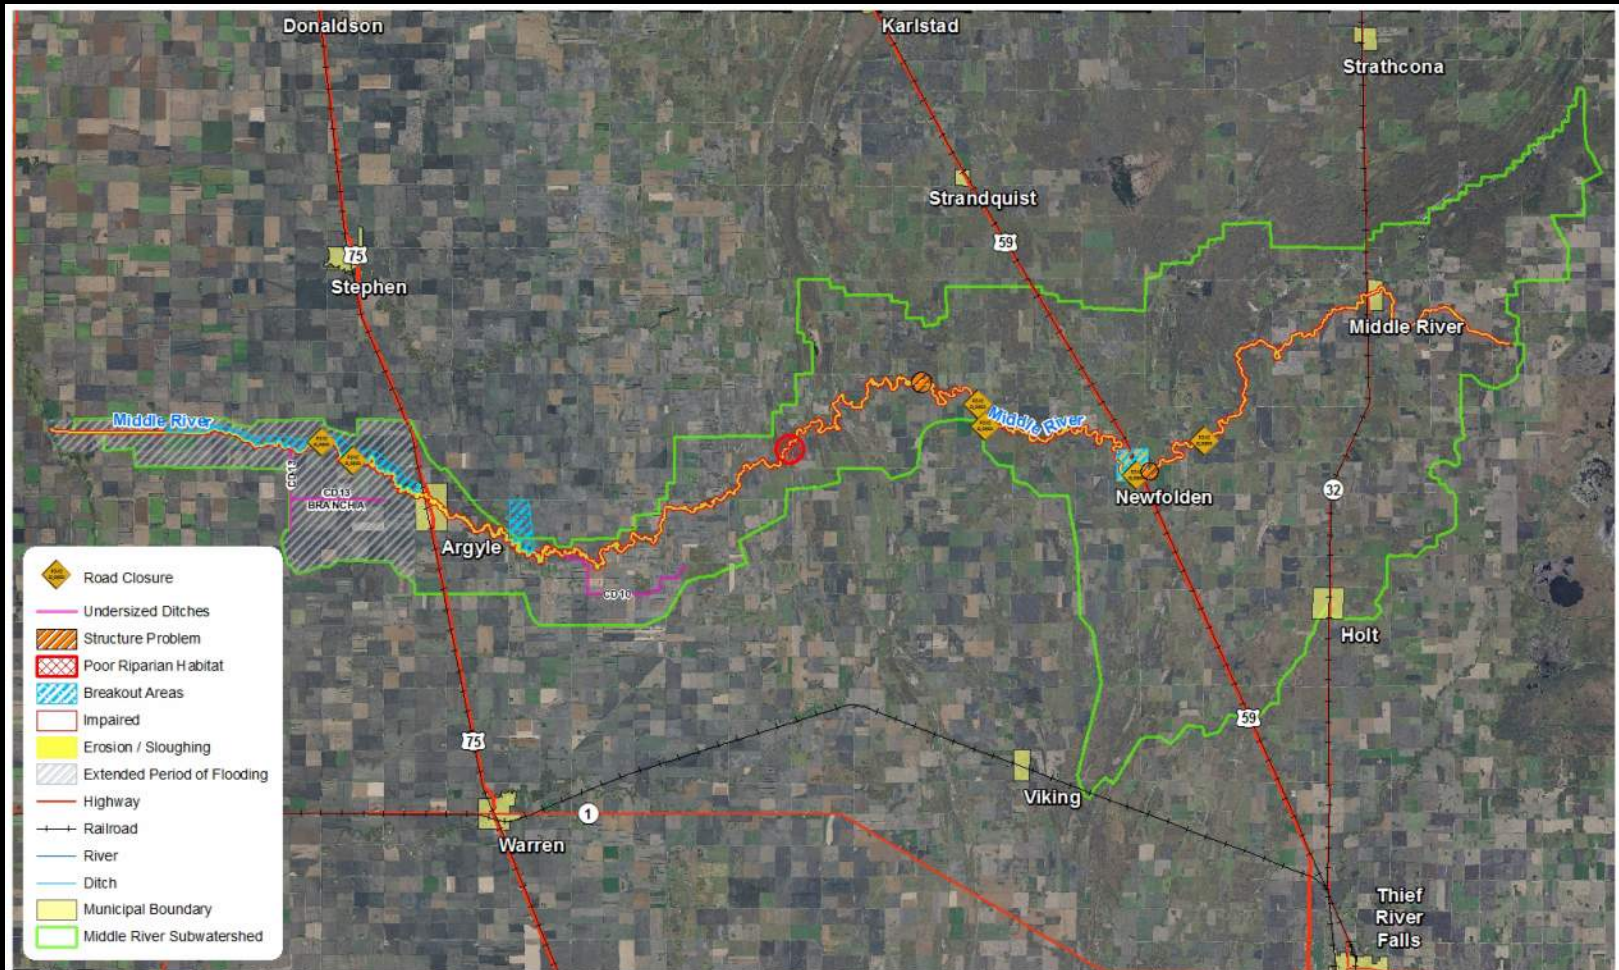 Donaldson
Karlstad
Strathcona
Strandquist
59
75
Stephen
Middle River
Middle River
Middle River
CD 13
BRANCH A
Newfolden
32
Argyle
CD 10
Holt
59
75
Viking
1
Warren
Thief
River
Falls
Road Closure
Undersized Ditches
Structure Problem
Poor Riparian Habitat
Breakout Areas
Impaired
Erosion / Sloughing
Extended Period of Flooding
Highway
Railroad
River
Ditch
Municipal Boundary
Middle River Subwatershed